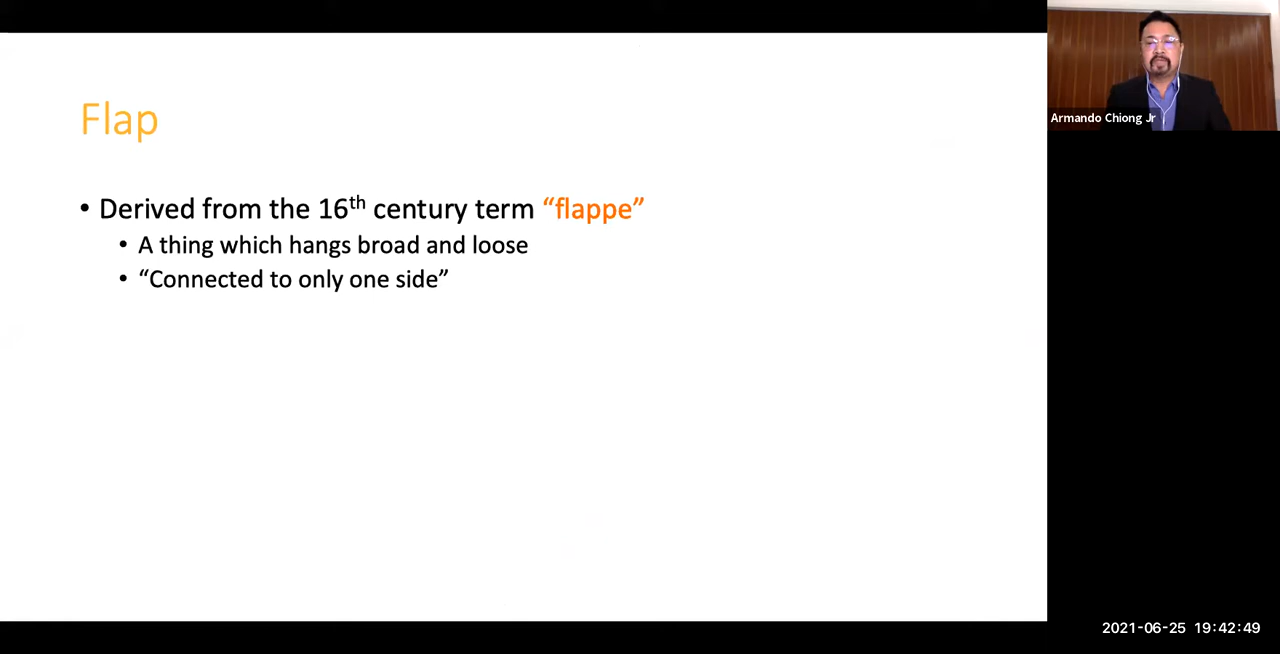 Flap
• Derived from the 16th century term “flappe”
• A thing which hangs broad and loose
• “Connected to only one side”
Armando Chiong Jr
2021-06-25 19:42:49